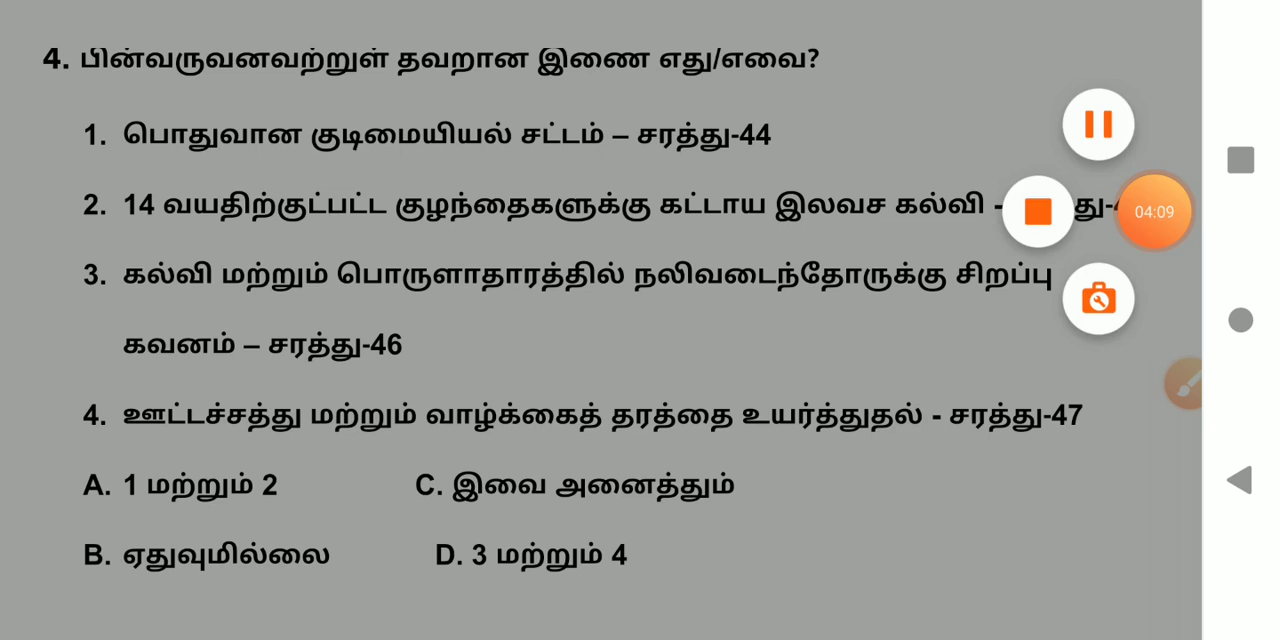 4. பின்வருவனவற்றுள் தவறான இணை எது/எவை?
1. பொதுவான குடிமையியல் சட்டம் – சரத்து-44
2. 14 வயதிற்குட்பட்ட குழந்தைகளுக்கு கட்டாய இலவச கல்வி -
04:09
3. கல்வி மற்றும் பொருளாதாரத்தில் நலிவடைந்தோருக்கு சிறப்பு
கவனம் – சரத்து-46
4. ஊட்டச்சத்து மற்றும் வாழ்க்கைத் தரத்தை உயர்த்துதல் - சரத்து-47
A. 1 மற்றும் 2 C. இவை அனைத்தும்
B. ஏதுவுமில்லை D. 3 மற்றும் 4